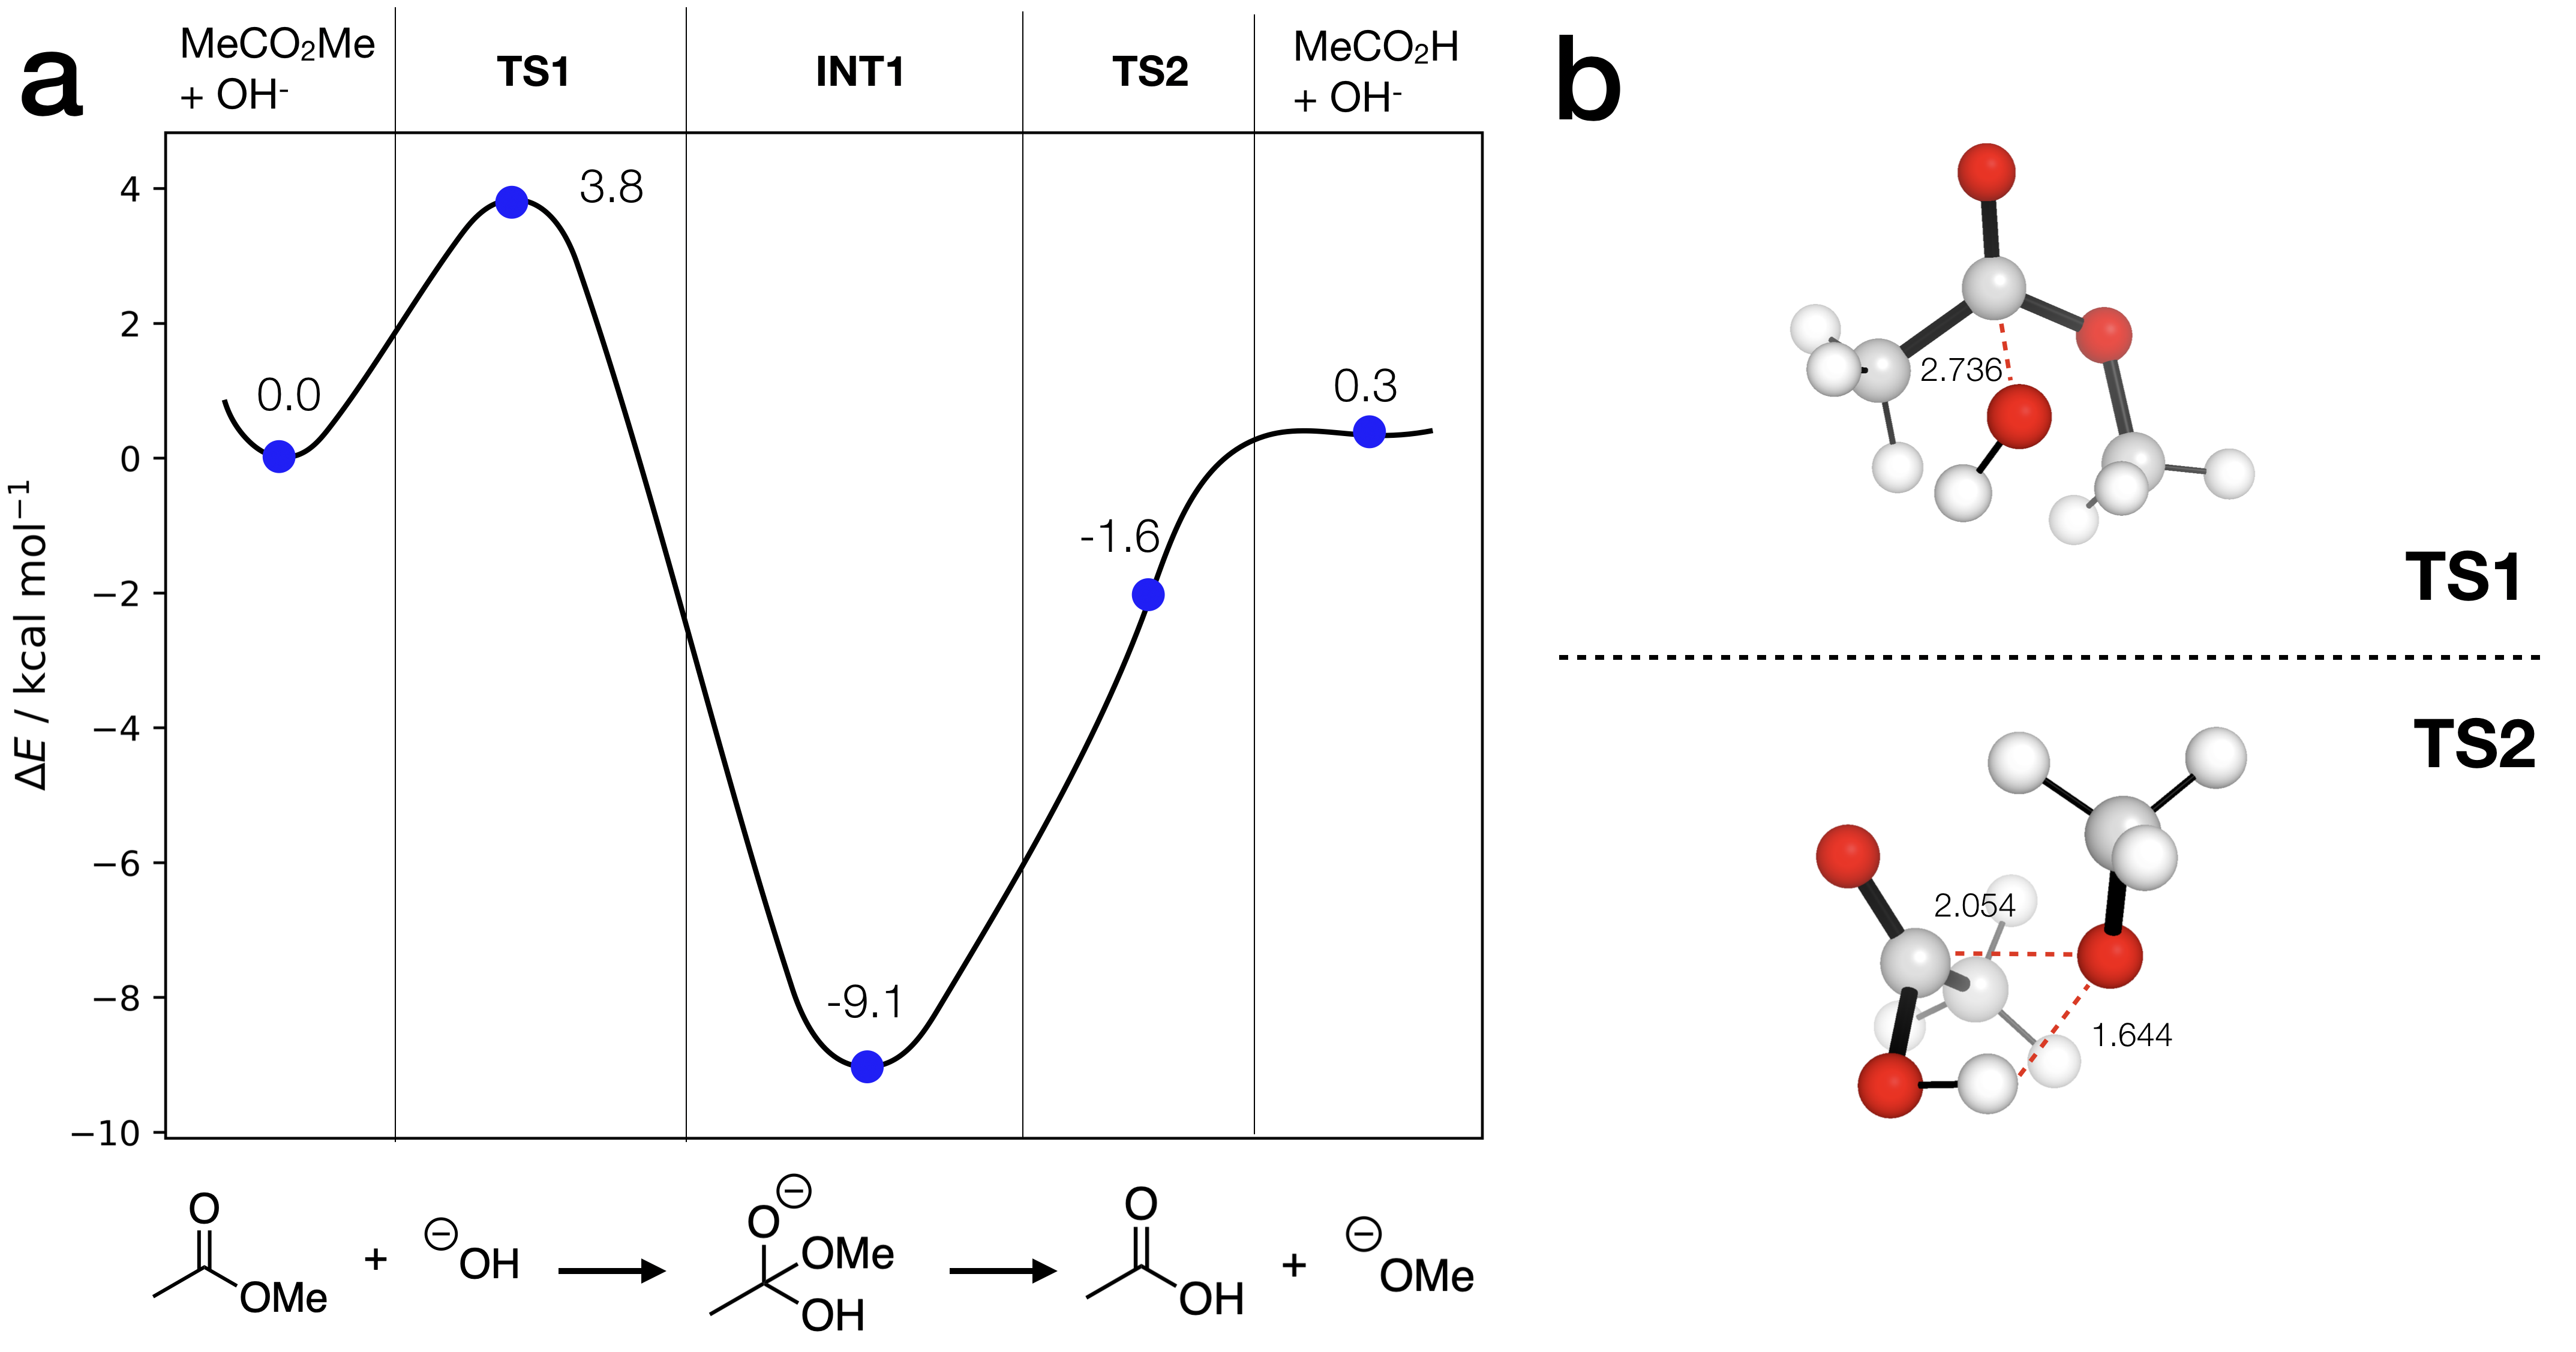 a
MeCO₂Me
+ OH⁻
TS1
INT1
TS2
MeCO₂H
+ OH⁻
ΔE / kcal mol⁻¹
4
2
0
−2
−4
−6
−8
−10
0.0
3.8
-9.1
-1.6
0.3
O
OMe
+
⊖
OH
⊖
O
OMe
OH
O
OH
+
⊖
OMe
b
2.736
TS1
TS2
2.054
1.644